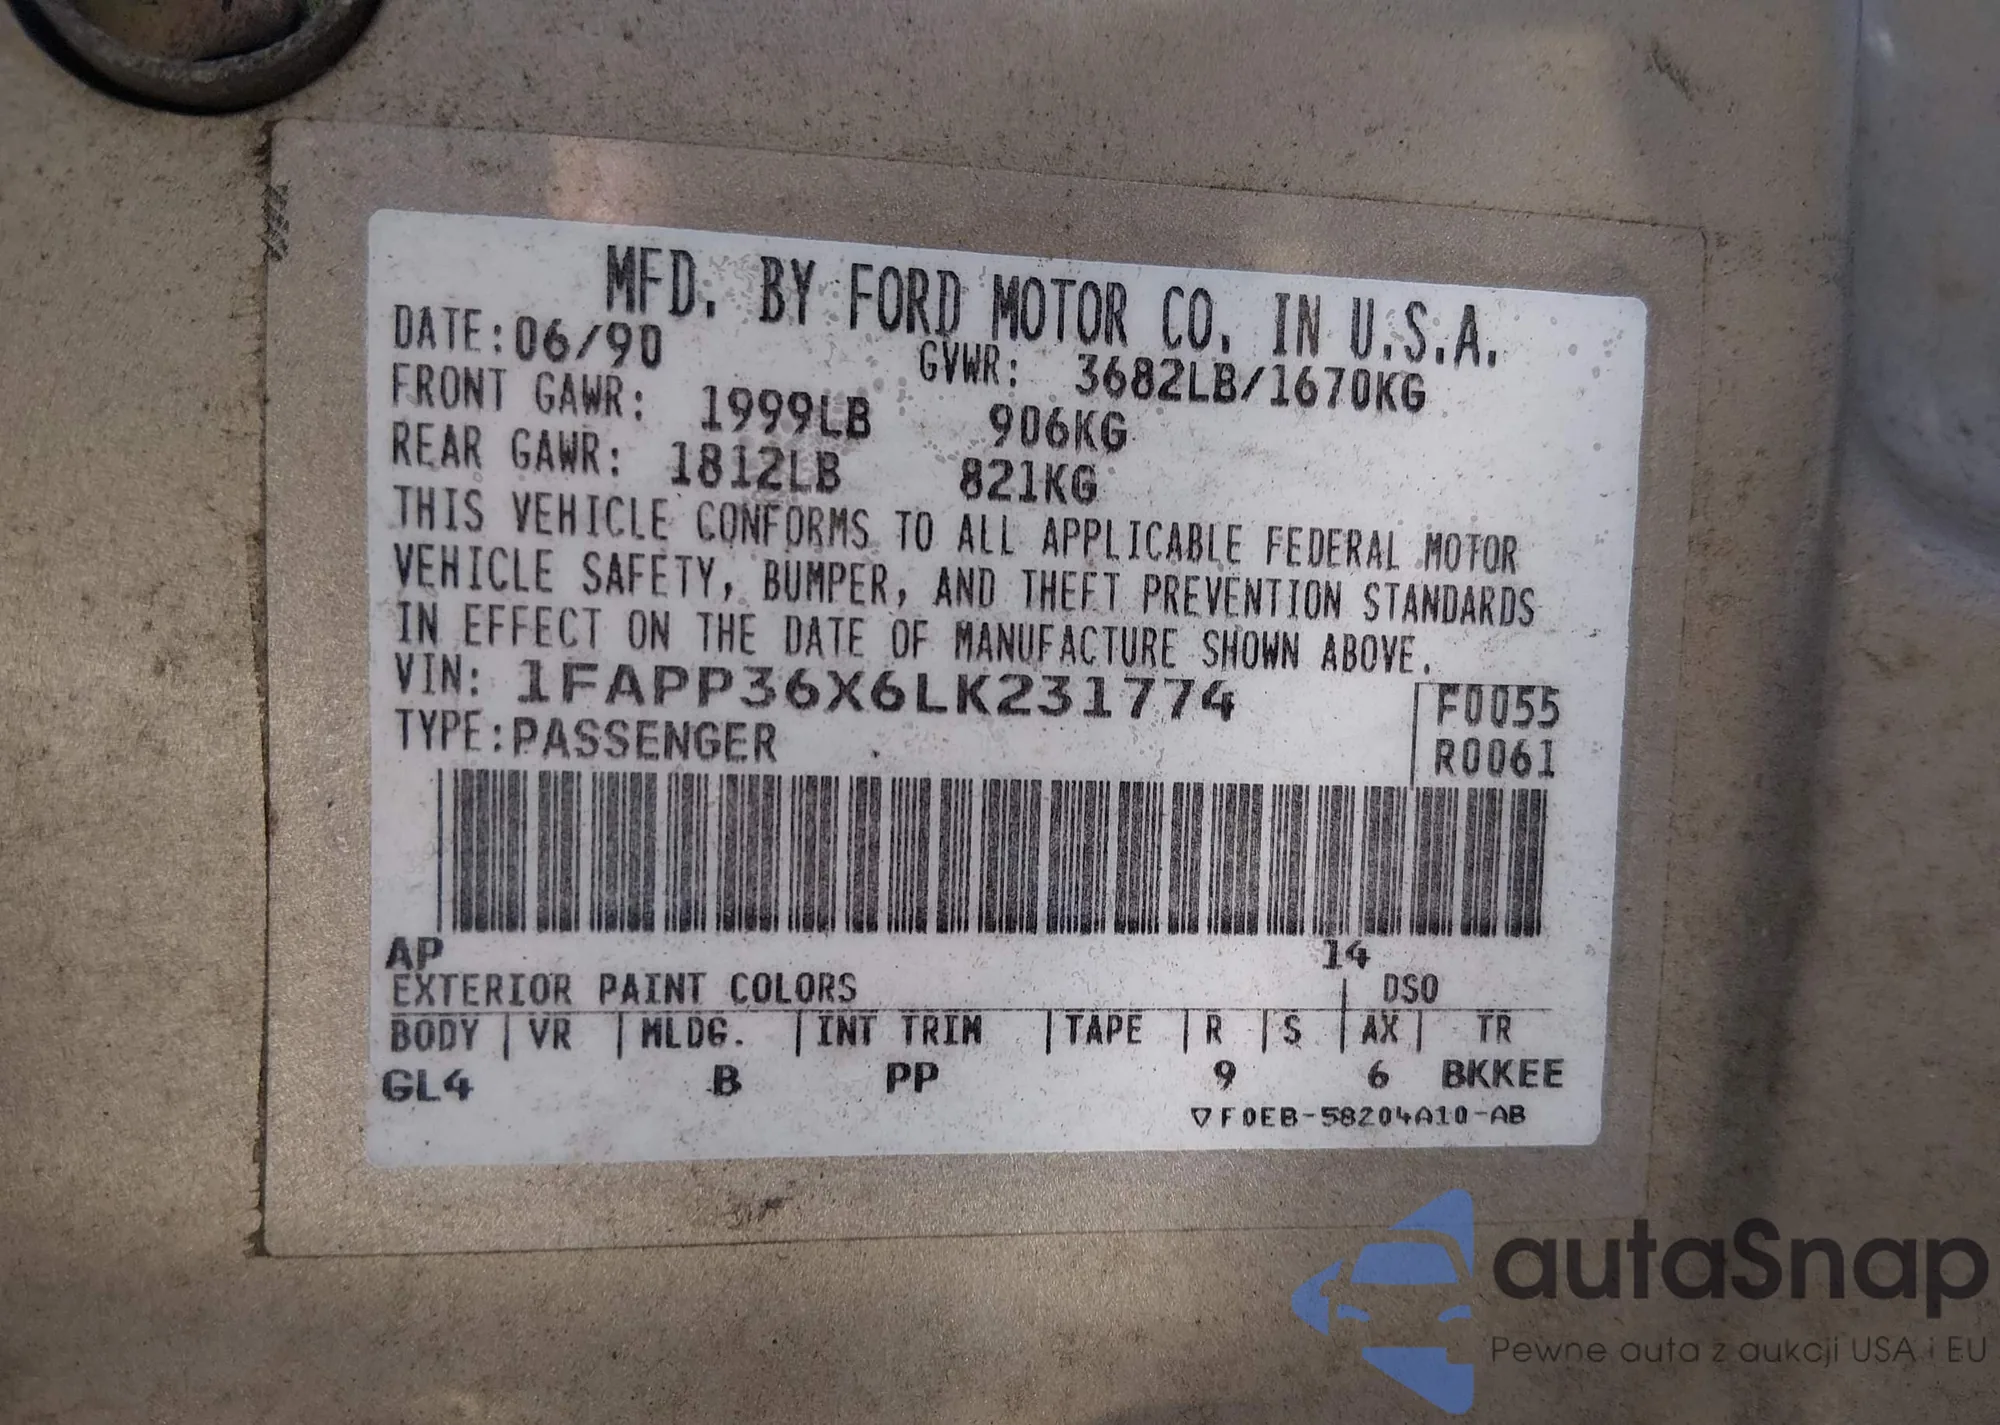 MFD. BY FORD MOTOR CO. IN U.S.A.
DATE: 06/90 GVWR: 3682LB/1670KG
FRONT GAWR: 1999LB 906KG
REAR GAWR: 1812LB 821KG
THIS VEHICLE CONFORMS TO ALL APPLICABLE FEDERAL MOTOR
VEHICLE SAFETY, BUMPER, AND THEFT PREVENTION STANDARDS
IN EFFECT ON THE DATE OF MANUFACTURE SHOWN ABOVE.
VIN: 1FAPP36X6LK231774 F0055
TYPE: PASSENGER R0061
AP 14
EXTERIOR PAINT COLORS DSO
BODY | VR | MLDG. | INT TRIM | TAPE | R | S | AX | TR
GL4 B PP 9 6 BKKEE
▽F0EB-58204A10-AB
autaSnap
Pewne auta z aukcji USA i EU